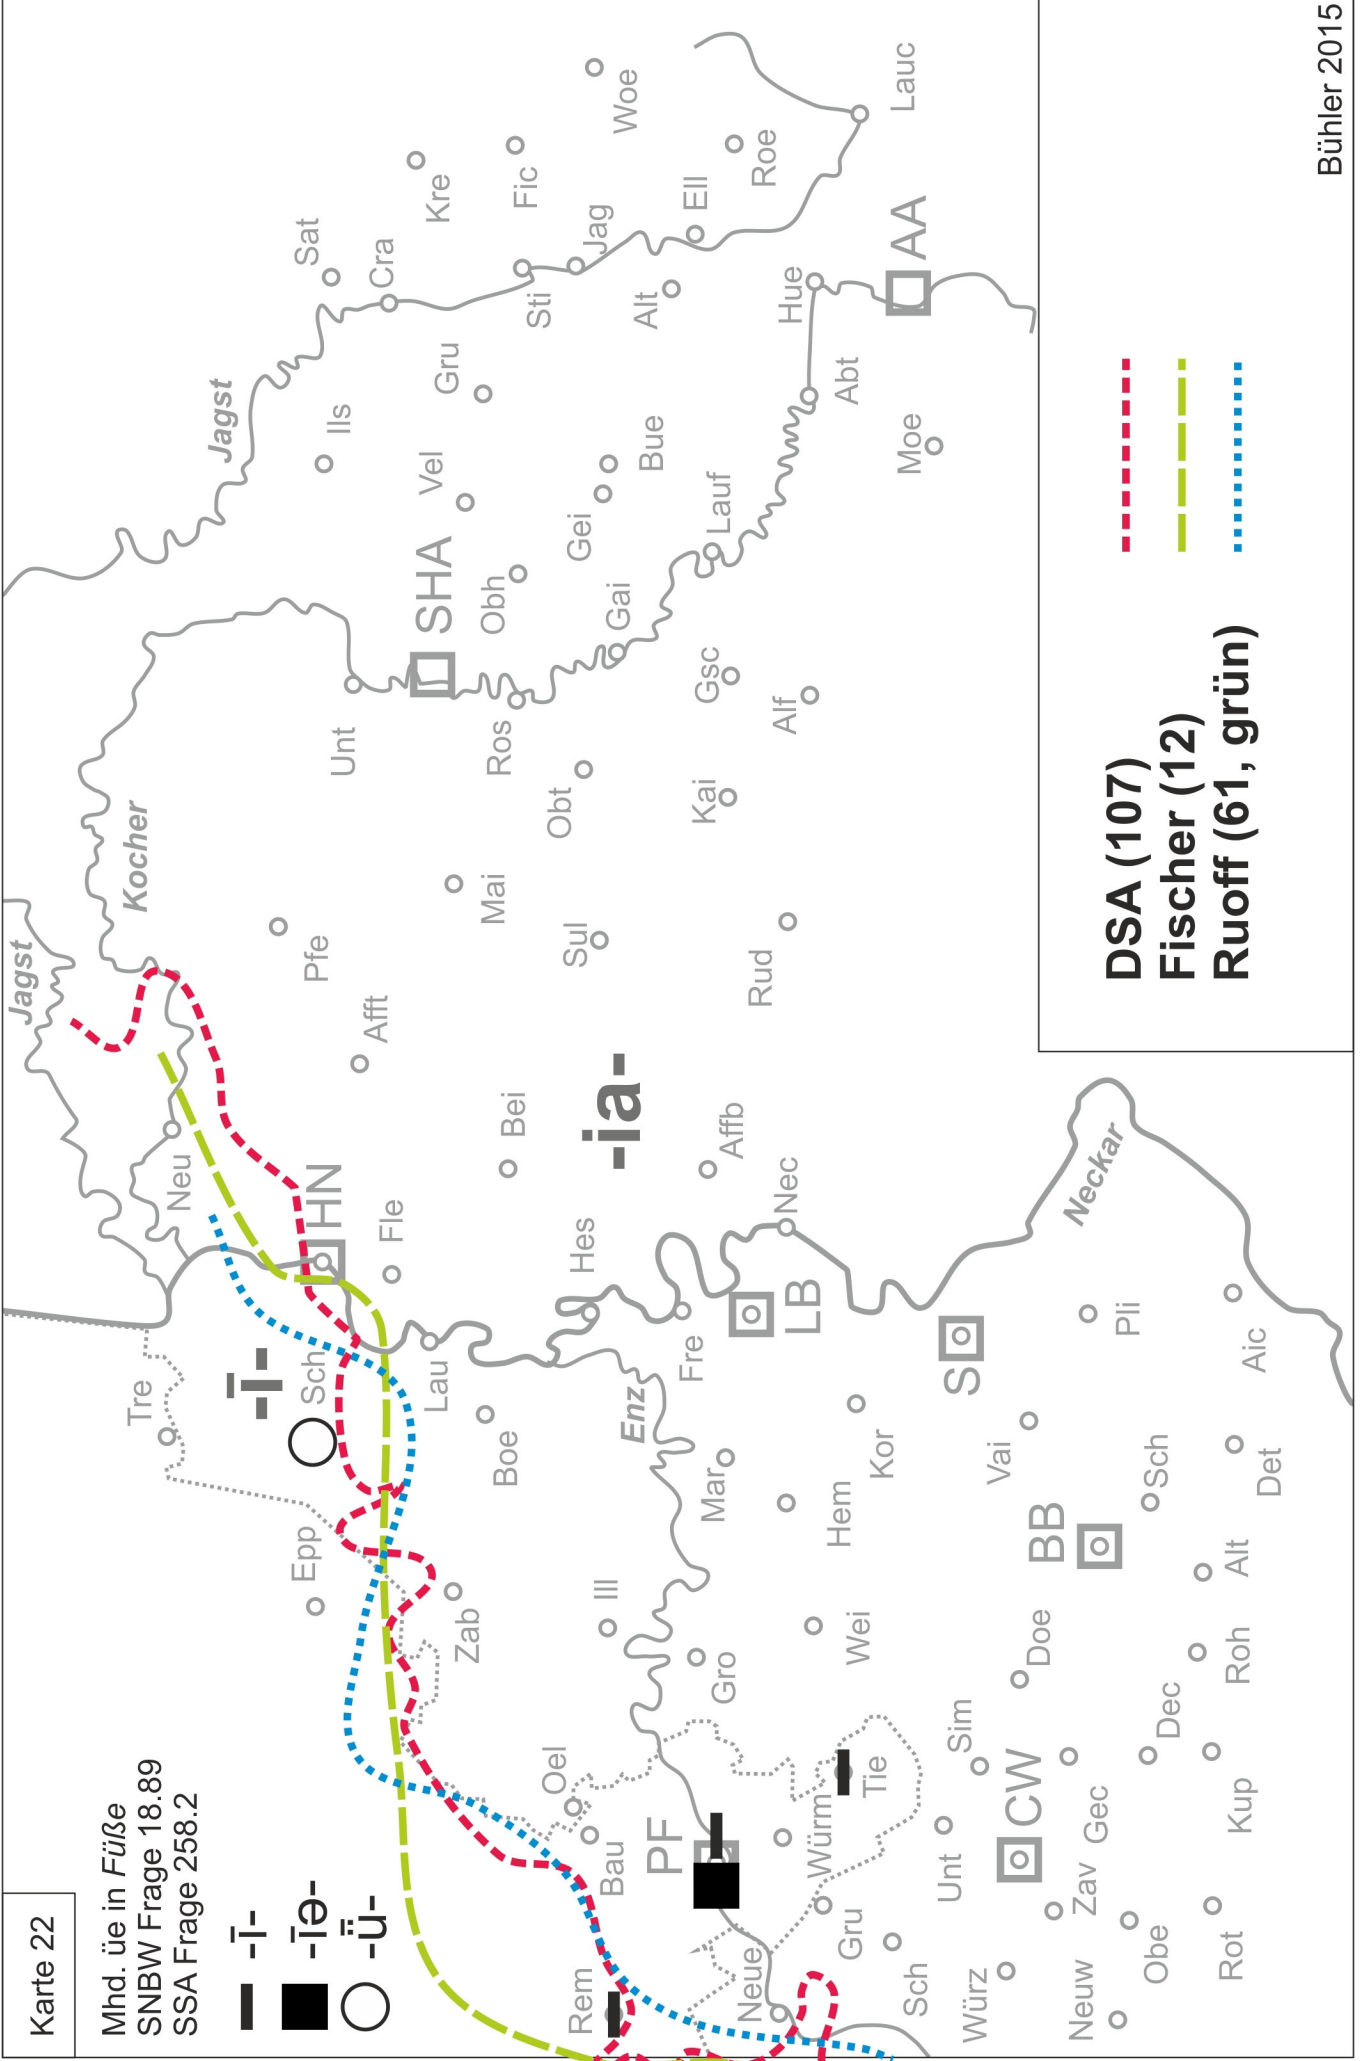 Karte 22
Mhd. üe in Füße
SNBW Frage 18.89
SSA Frage 258.2
-ī-
-īə-
-ǖ-
Jagst
Kocher
Jagst
Neckar
Enz
-ī-
-ia-
Tre
Sch
Epp
Neu
HN
Fle
Lau
Boe
Zab
Ill
Oel
Bau
PF
Rem
Neue
Gro
Tie
Würm
Gru
Sch
Würz
Neuw
Unt
CW
Sim
Gec
Zav
Obe
Rot
Kup
Dec
Doe
Roh
Alt
BB
Sch
Det
Vai
S
Pli
Aic
Kor
Hem
Wei
Mar
Fre
LB
Hes
Nec
Affb
Bei
Afft
Pfe
Mai
Sul
Rud
Kai
Obt
Alf
Gsc
Ros
Unt
SHA
Obh
Gai
Gei
Bue
Lauf
Vel
Gru
Ils
Sat
Cra
Kre
Fic
Woe
Sti
Jag
Alt
Ell
Roe
Lauc
Hue
AA
Abt
Moe
DSA (107)
Fischer (12)
Ruoff (61, grün)
Bühler 2015